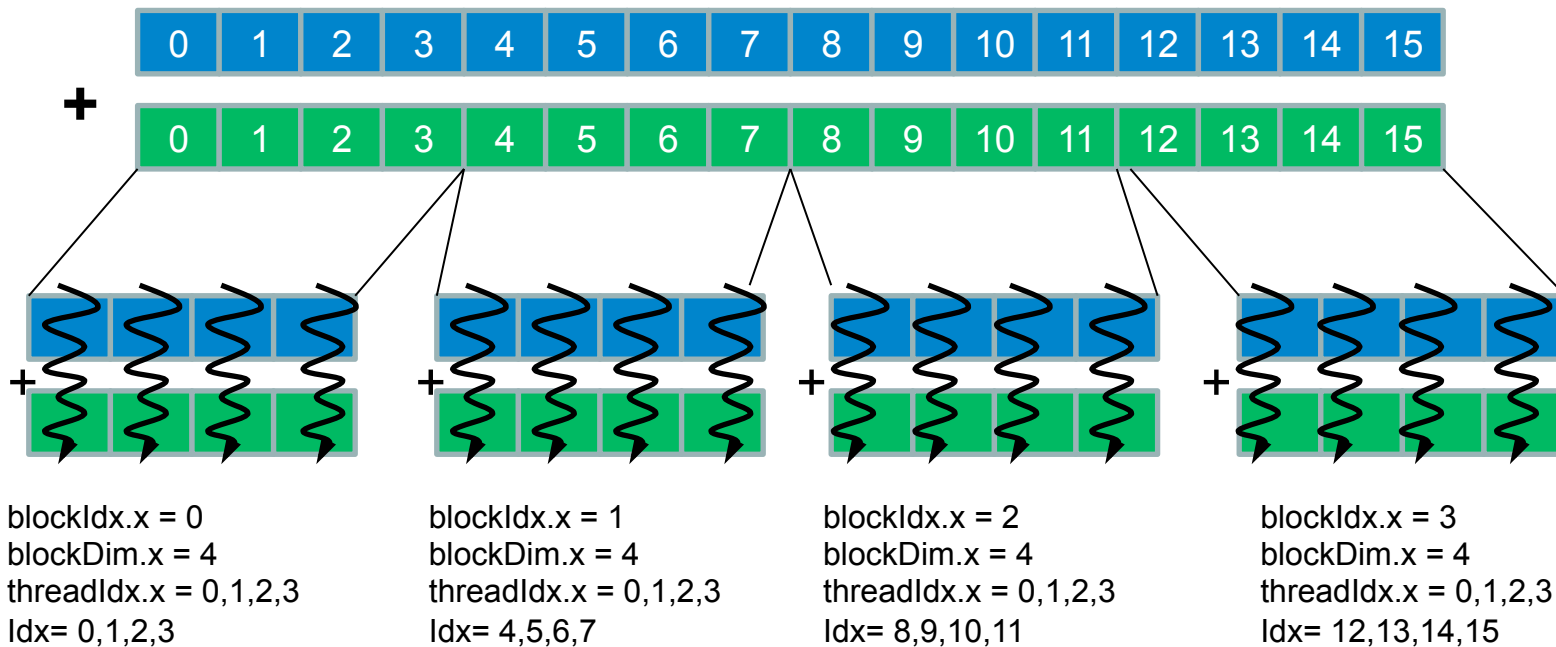 0 1 2 3 4 5 6 7 8 9 10 11 12 13 14 15
+
0 1 2 3 4 5 6 7 8 9 10 11 12 13 14 15
+ + + +
blockIdx.x = 0
blockDim.x = 4
threadIdx.x = 0,1,2,3
Idx= 0,1,2,3
blockIdx.x = 1
blockDim.x = 4
threadIdx.x = 0,1,2,3
Idx= 4,5,6,7
blockIdx.x = 2
blockDim.x = 4
threadIdx.x = 0,1,2,3
Idx= 8,9,10,11
blockIdx.x = 3
blockDim.x = 4
threadIdx.x = 0,1,2,3
Idx= 12,13,14,15